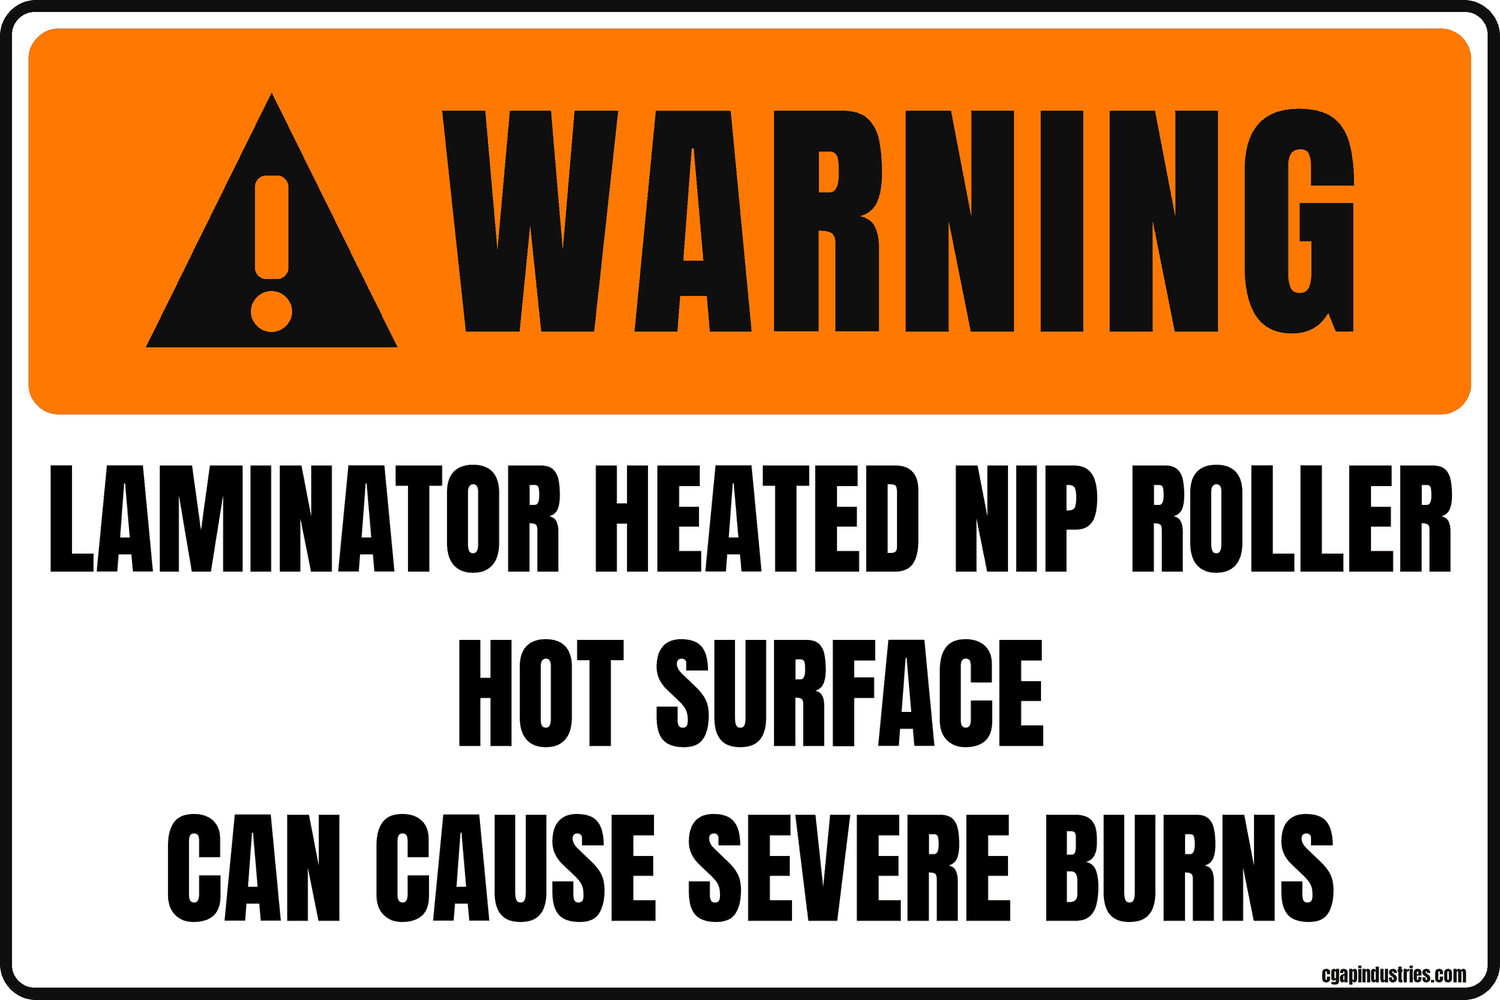 WARNING
LAMINATOR HEATED NIP ROLLER
HOT SURFACE
CAN CAUSE SEVERE BURNS
cgapindustries.com